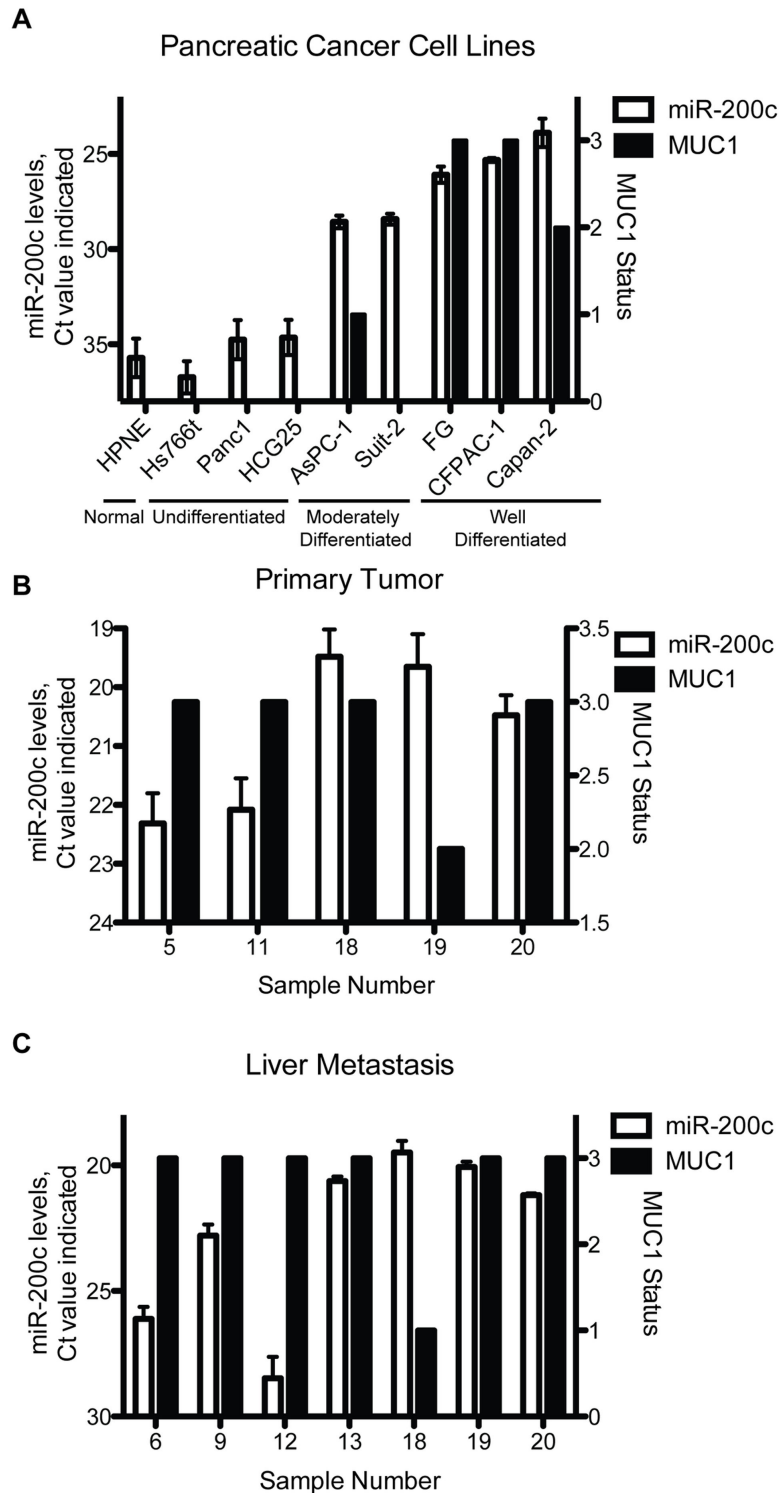 A
Pancreatic Cancer Cell Lines
miR-200c levels,
Ct value indicated
25
30
35
3
2
1
0
MUC1 Status
miR-200c
MUC1
HPNE
Hs766t
Panc1
HCG25
AsPC-1
Suit-2
FG
CFPAC-1
Capan-2
Normal
Undifferentiated
Moderately
Differentiated
Well
Differentiated
B
Primary Tumor
miR-200c levels,
Ct value indicated
19
20
21
22
23
24
3.5
3.0
2.5
2.0
1.5
MUC1 Status
miR-200c
MUC1
5
11
18
19
20
Sample Number
C
Liver Metastasis
miR-200c levels,
Ct value indicated
20
25
30
3
2
1
0
MUC1 Status
miR-200c
MUC1
6
9
12
13
18
19
20
Sample Number